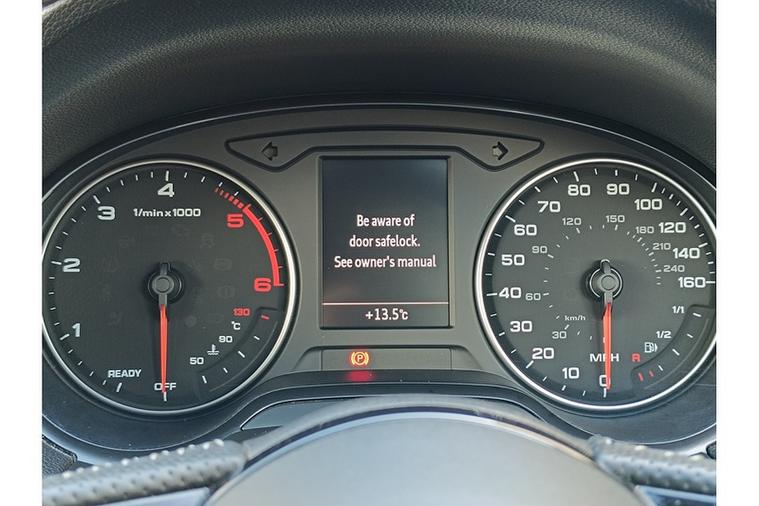 1/min x 1000
1
2
3
4
5
6
READY
OFF
50
90
130
°C
Be aware of
door safelock.
See owner's manual
+13.5°C
(P)
0
10
20
30
40
50
60
70
80
90
100
120
140
160
MPH
30
60
90
120
150
180
210
240
km/h
R
1/2
1/1